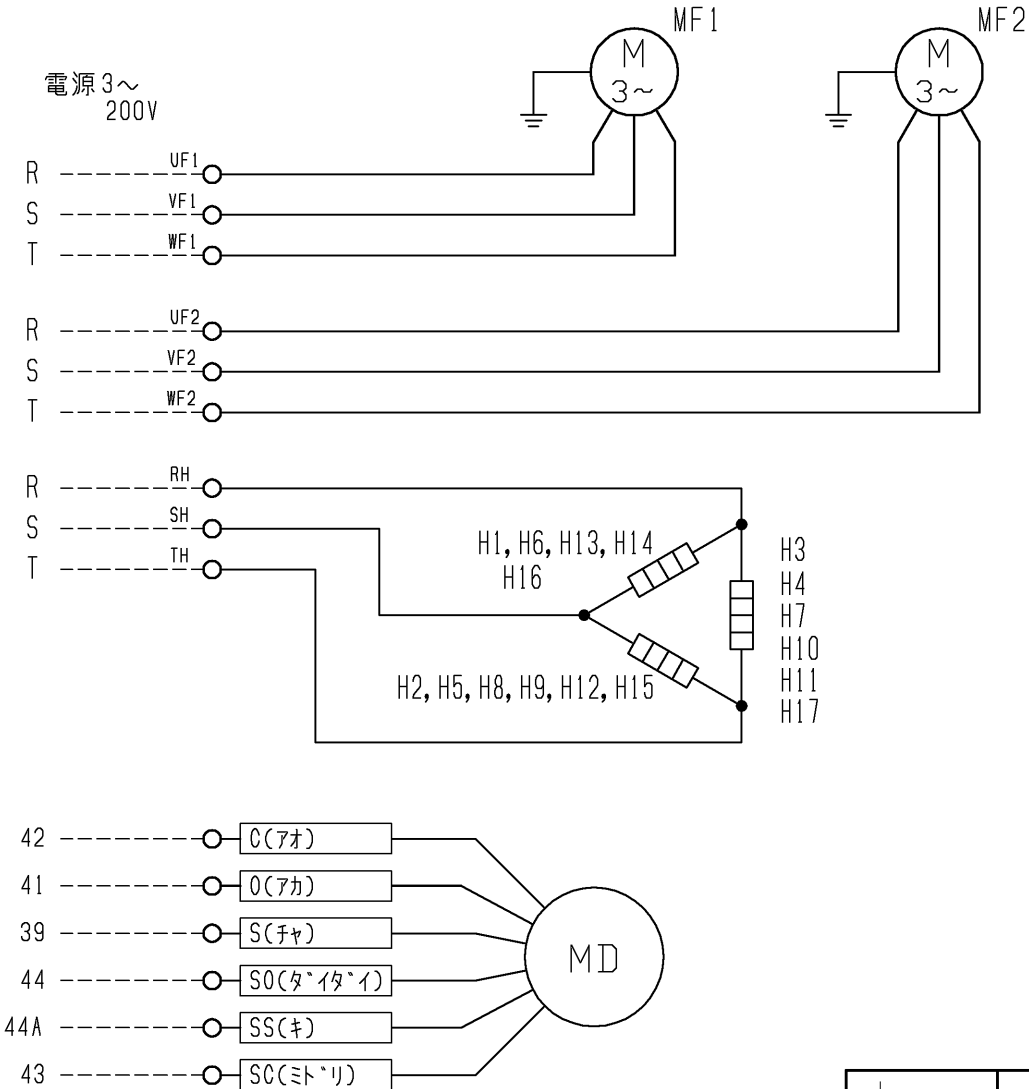 MF1
MF2
M
3~
M
3~
電源3~
200V
R UF1
S VF1
T WF1
R UF2
S VF2
T WF2
R RH
S SH
T TH
H1, H6, H13, H14
H16
H3
H4
H7
H10
H11
H17
H2, H5, H8, H9, H12, H15
42 C(アオ)
41 O(アカ)
39 S(チャ)
44 SO(ダイダイ)
44A SS(キ)
43 SC(ミドリ)
MD